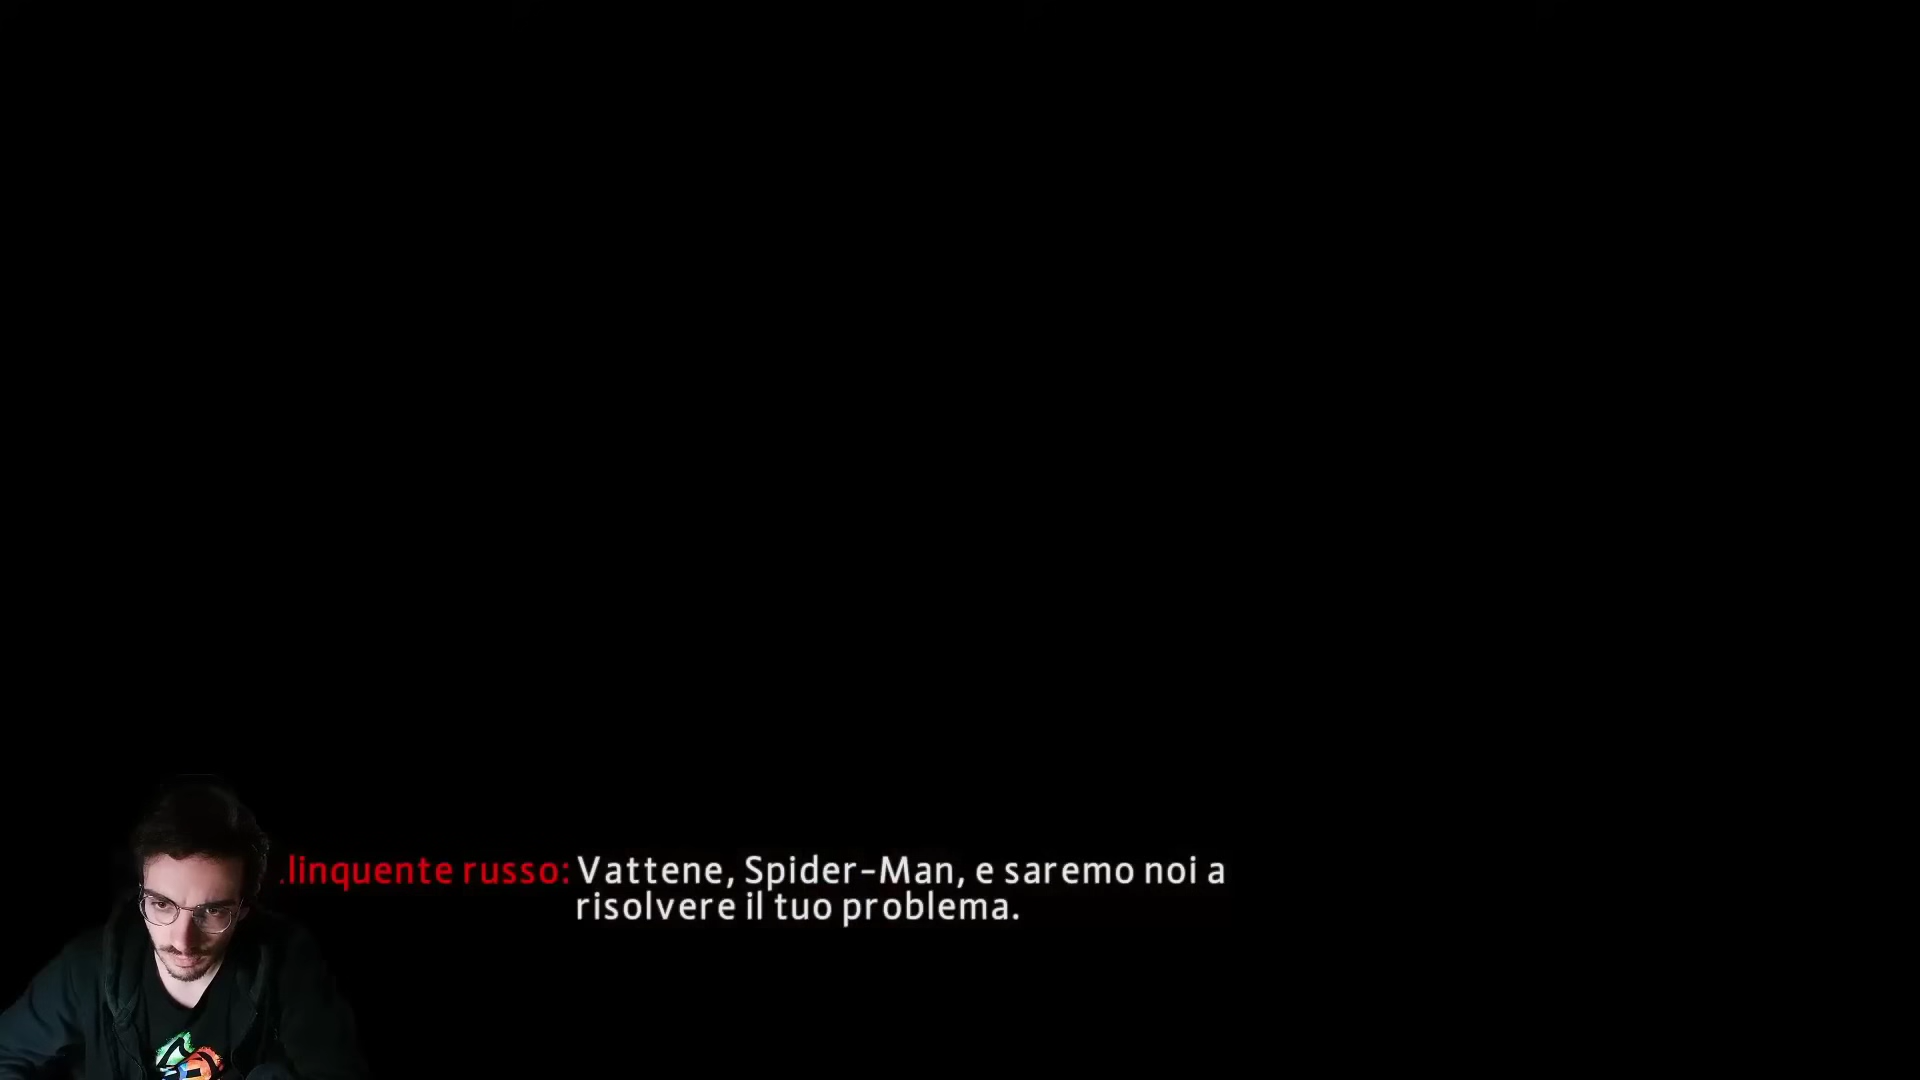 .linquente russo: Vattene, Spider-Man, e saremo noi a
risolvere il tuo problema.